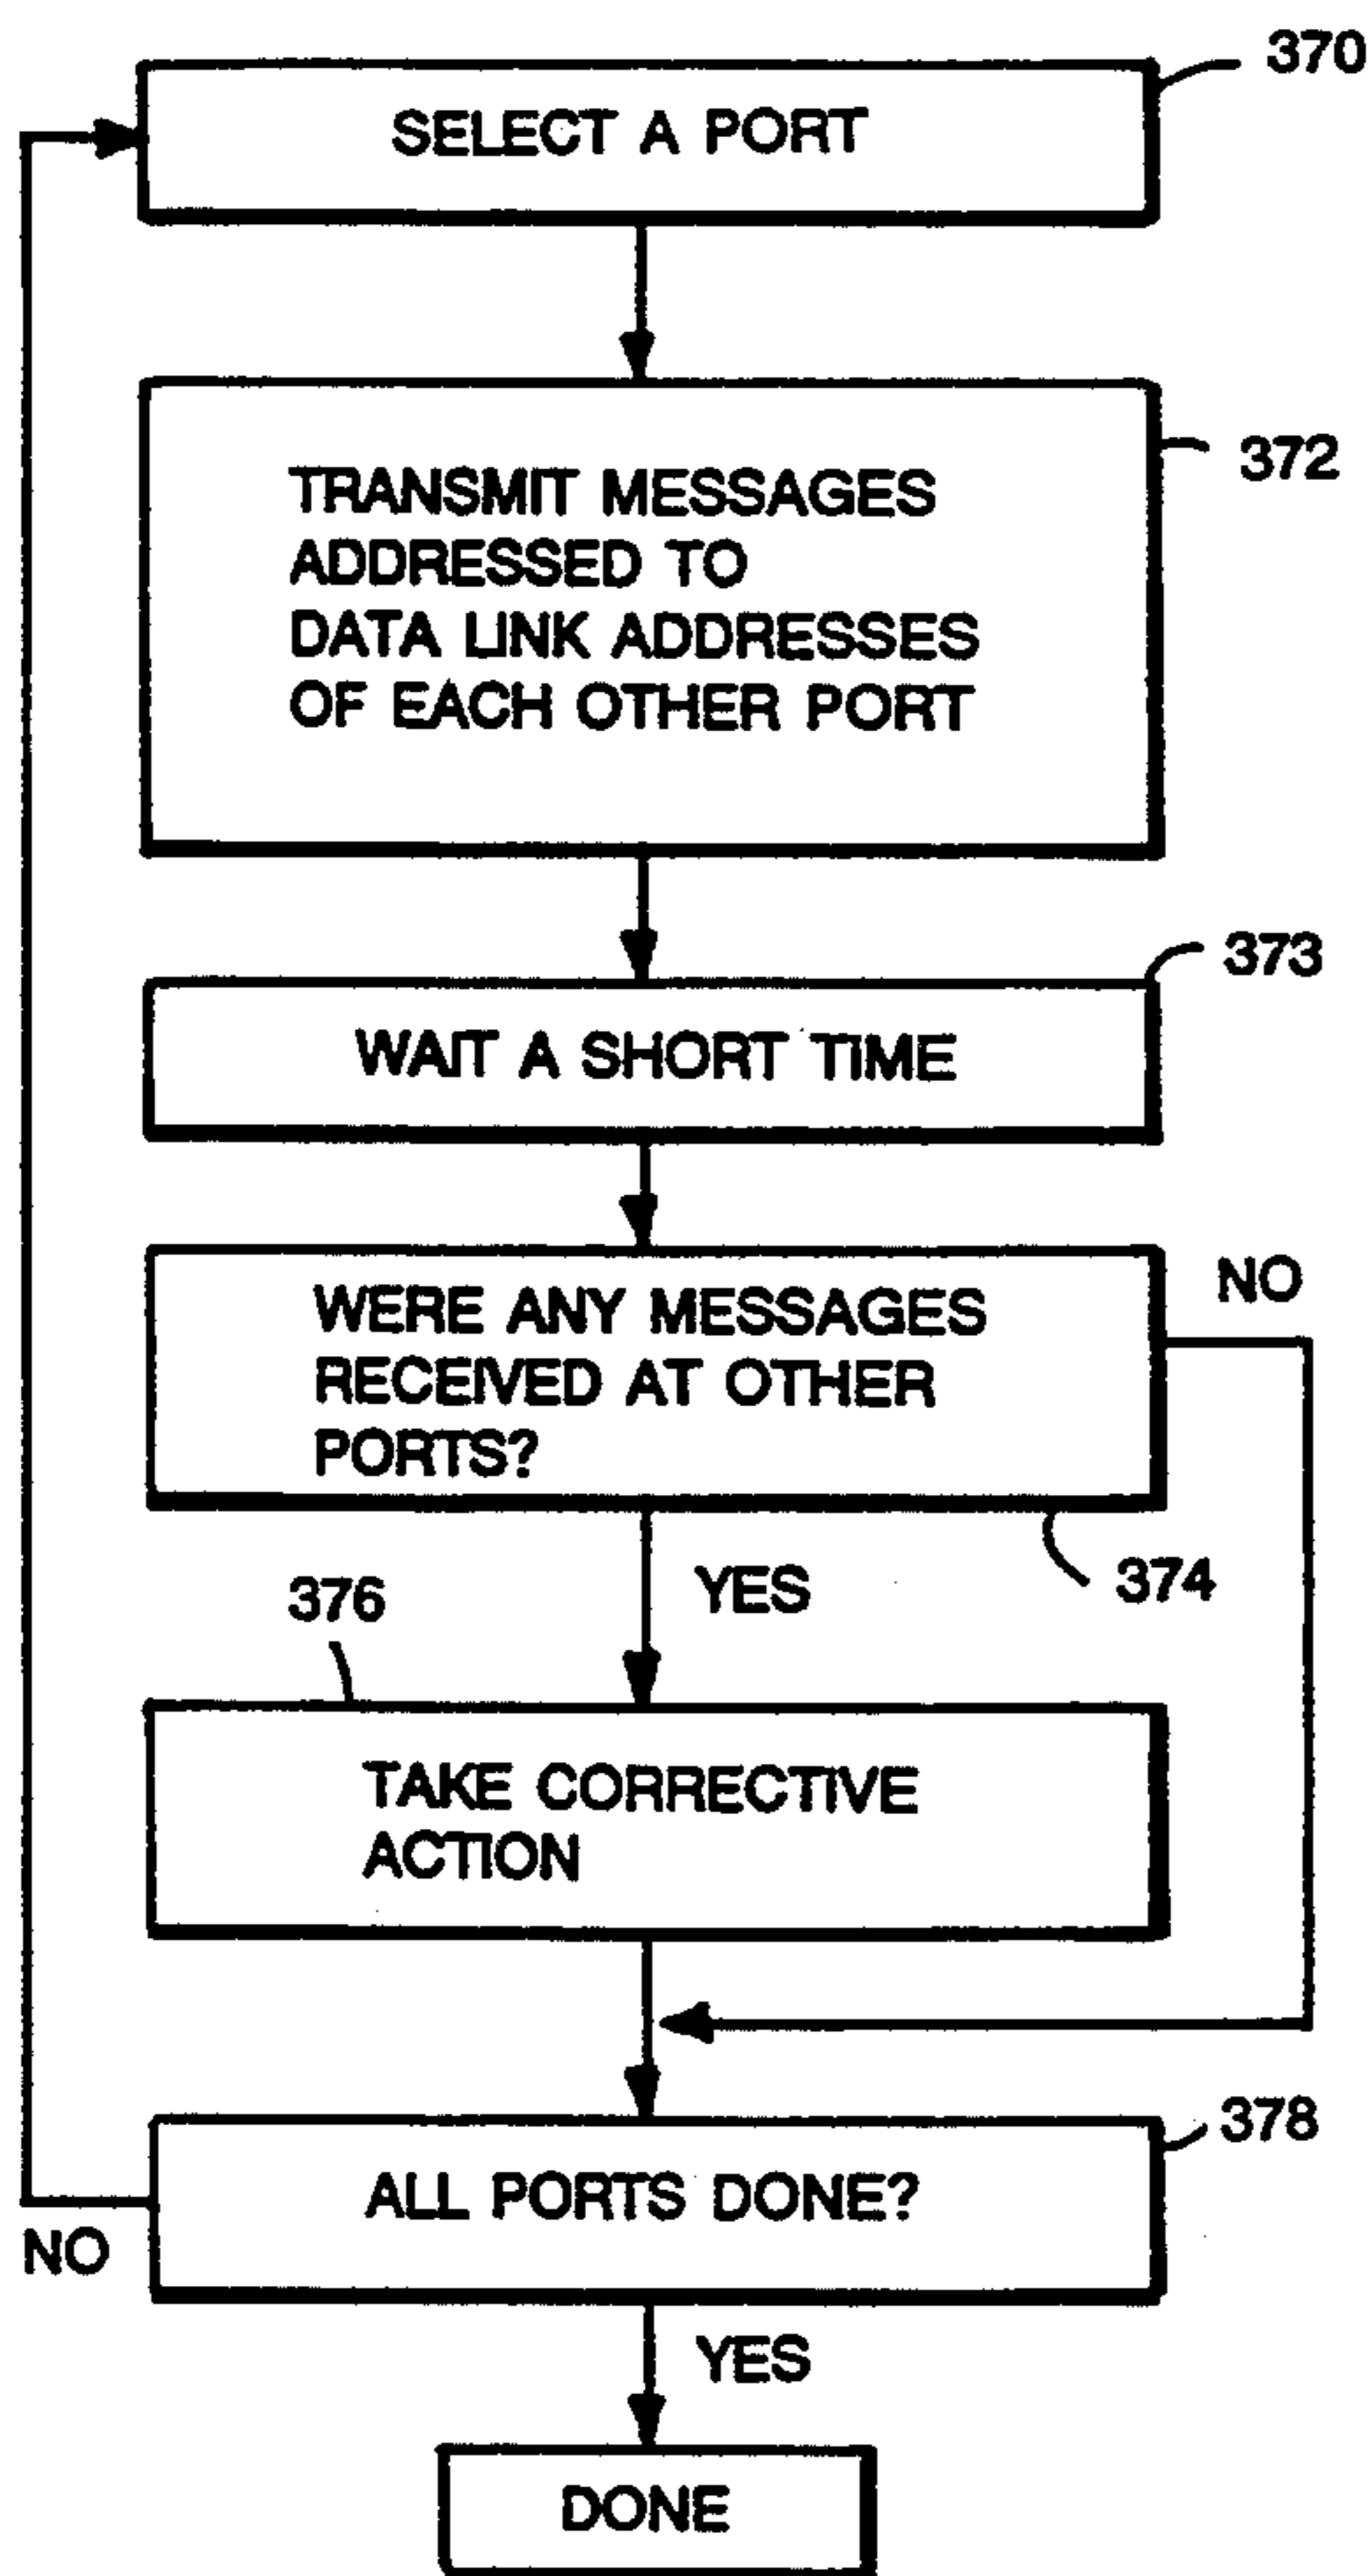 370
SELECT A PORT
372
TRANSMIT MESSAGES
ADDRESSED TO
DATA LINK ADDRESSES
OF EACH OTHER PORT
373
WAIT A SHORT TIME
NO
WERE ANY MESSAGES
RECEIVED AT OTHER
PORTS?
374
YES
376
TAKE CORRECTIVE
ACTION
378
ALL PORTS DONE?
NO
YES
DONE